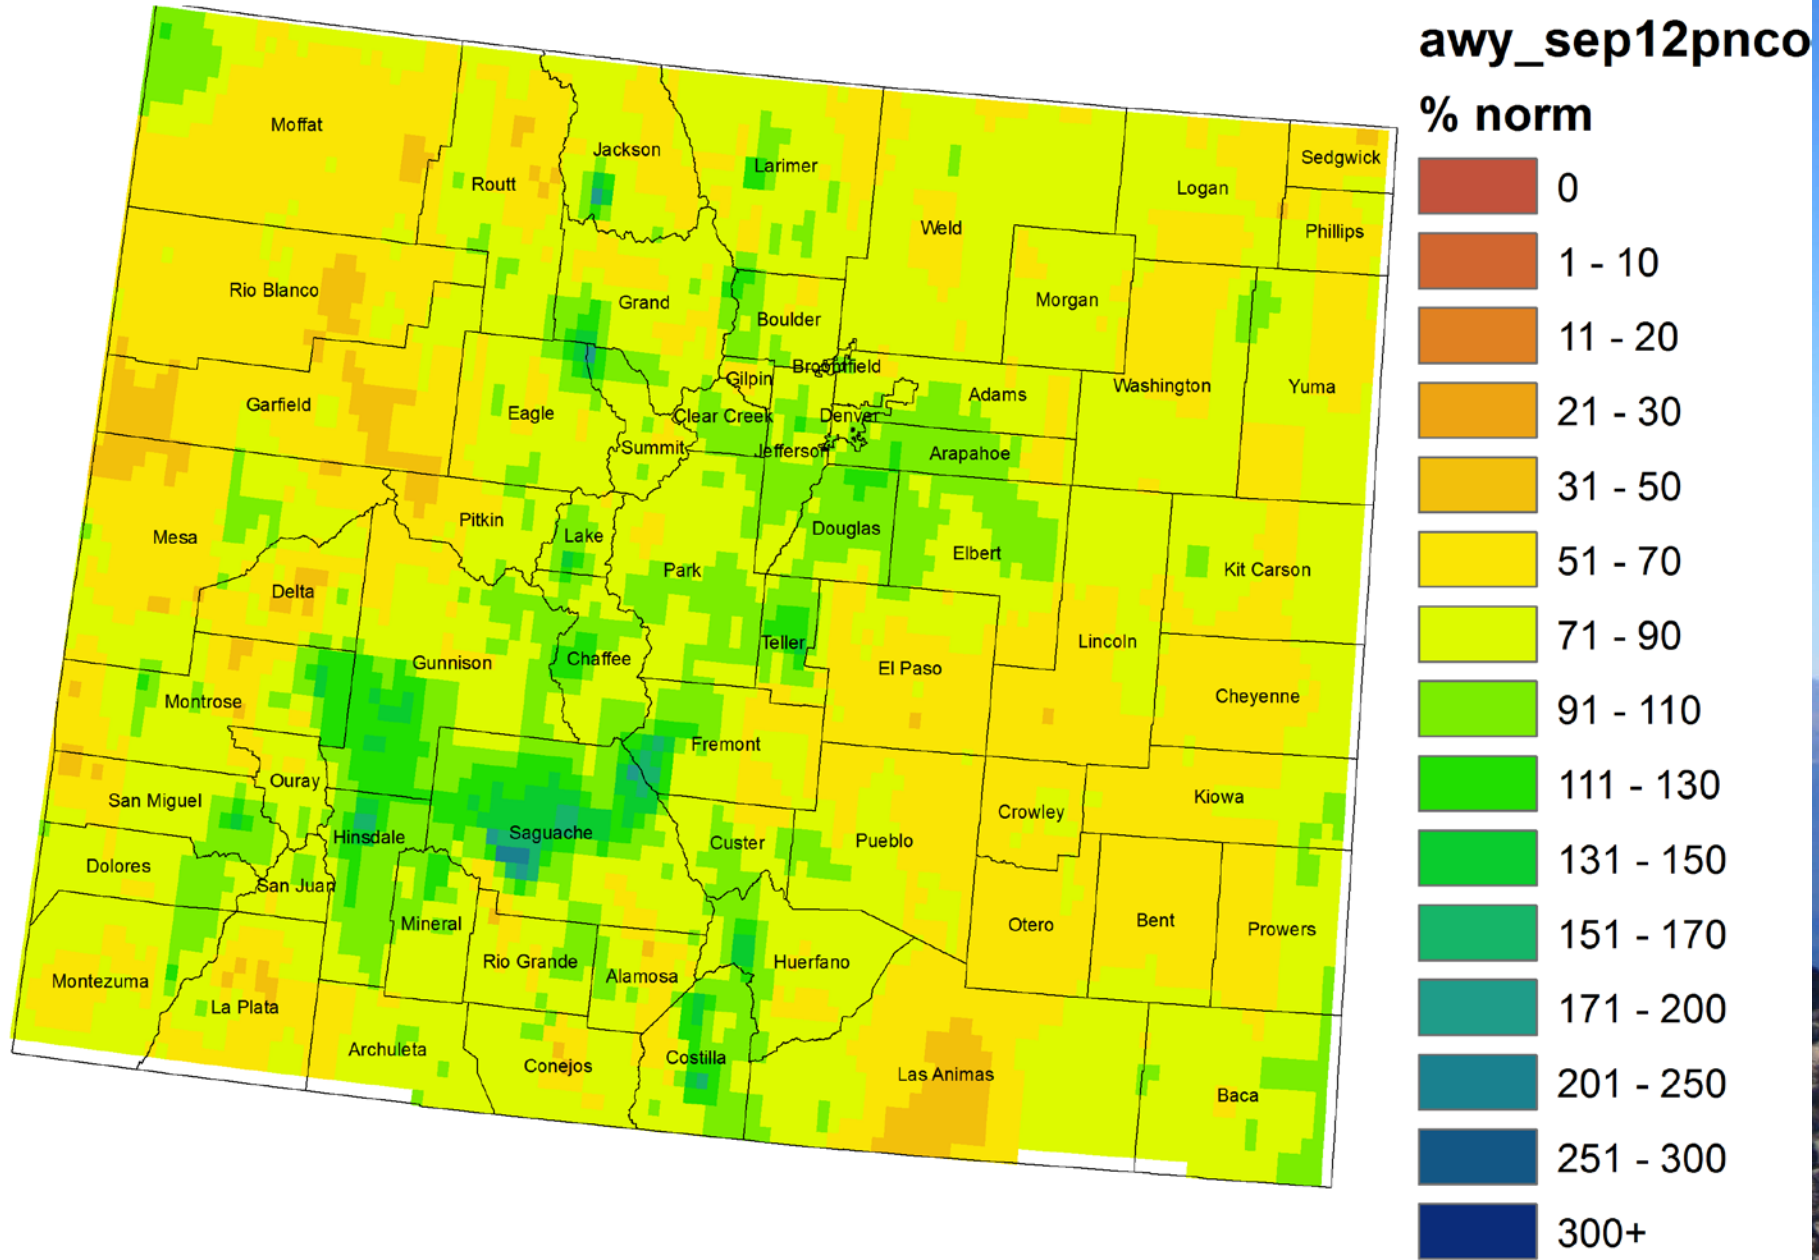 awy_sep12pnco
% norm
0
1 - 10
11 - 20
21 - 30
31 - 50
51 - 70
71 - 90
91 - 110
111 - 130
131 - 150
151 - 170
171 - 200
201 - 250
251 - 300
300+
Moffat
Routt
Jackson
Larimer
Weld
Logan
Sedgwick
Phillips
Rio Blanco
Grand
Boulder
Morgan
Broomfield
Gilpin
Garfield
Eagle
Clear Creek
Denver
Adams
Washington
Yuma
Summit
Jefferson
Arapahoe
Mesa
Pitkin
Lake
Park
Douglas
Elbert
Kit Carson
Delta
Gunnison
Chaffee
Teller
El Paso
Lincoln
Cheyenne
Montrose
Fremont
Ouray
San Miguel
Hinsdale
Saguache
Custer
Pueblo
Crowley
Kiowa
Dolores
San Juan
Mineral
Rio Grande
Alamosa
Huerfano
Otero
Bent
Prowers
Montezuma
La Plata
Archuleta
Conejos
Costilla
Las Animas
Baca